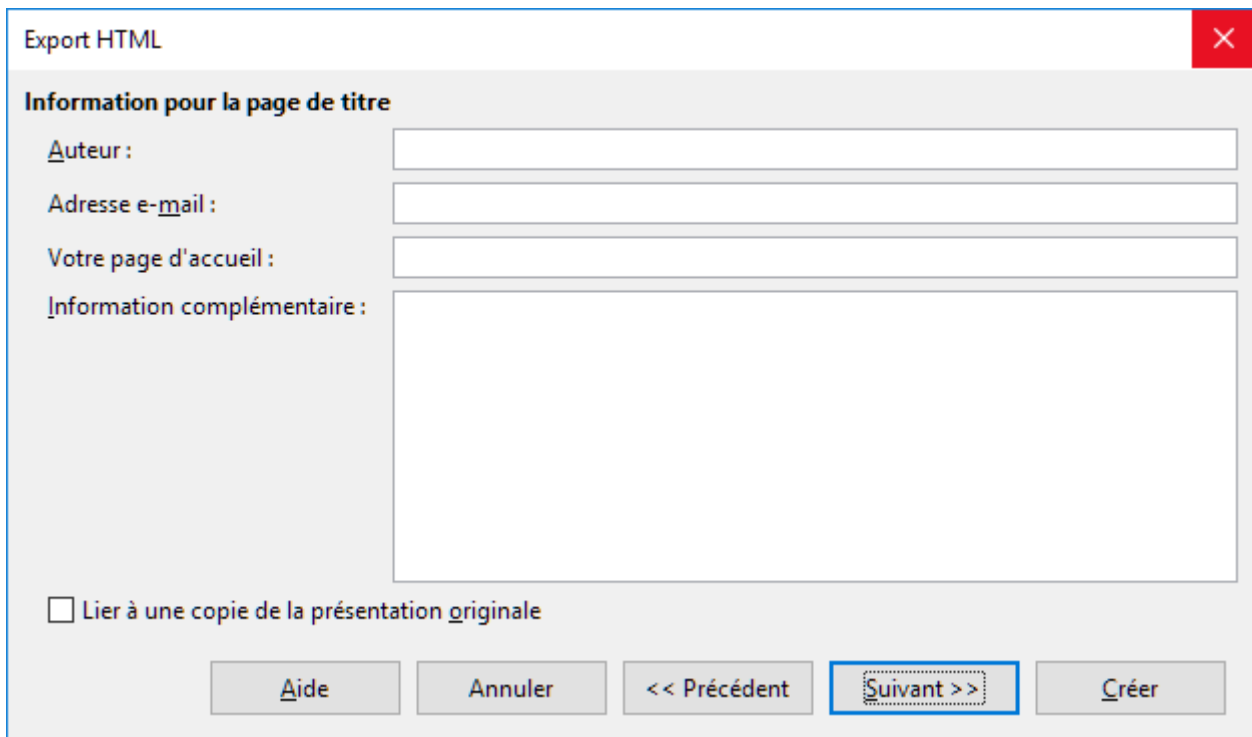 Export HTML
Information pour la page de titre
Auteur :
Adresse e-mail :
Votre page d'accueil :
Information complémentaire :
Lier à une copie de la présentation originale
Aide Annuler << Précédent Suivant >> Créer